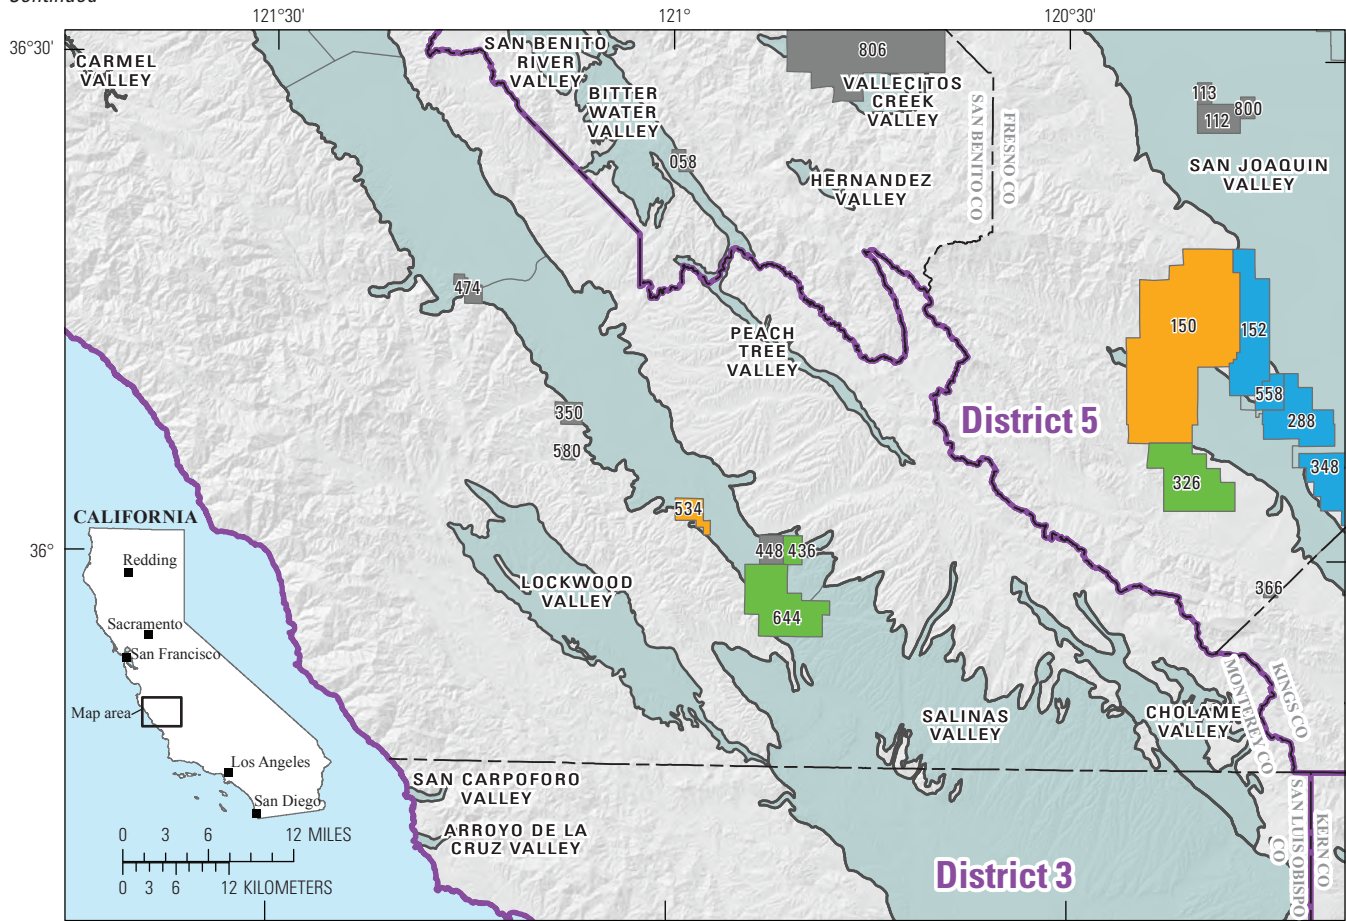 Continued
121°30'
121°
120°30'
36°30'
CARMEL
VALLEY
SAN BENITO
RIVER
VALLEY
BITTER
WATER
VALLEY
806
VALLECITOS
CREEK
VALLEY
SAN BENITO CO
FRESNO CO
113
800
112
SAN JOAQUIN
VALLEY
058
HERNANDEZ
VALLEY
474
PEACH
TREE
VALLEY
150
152
350
580
District 5
558
288
348
326
534
448
436
644
366
36°
LOCKWOOD
VALLEY
CALIFORNIA
Redding
Sacramento
San Francisco
Map area
Los Angeles
San Diego
SALINAS
VALLEY
CHOLAME
VALLEY
MONTEREY CO
KINGS CO
SAN CARPOFORO
VALLEY
ARROYO DE LA
CRUZ VALLEY
SAN LUIS OBISPO
CO
KERN CO
District 3
0 3 6 12 MILES
0 3 6 12 KILOMETERS